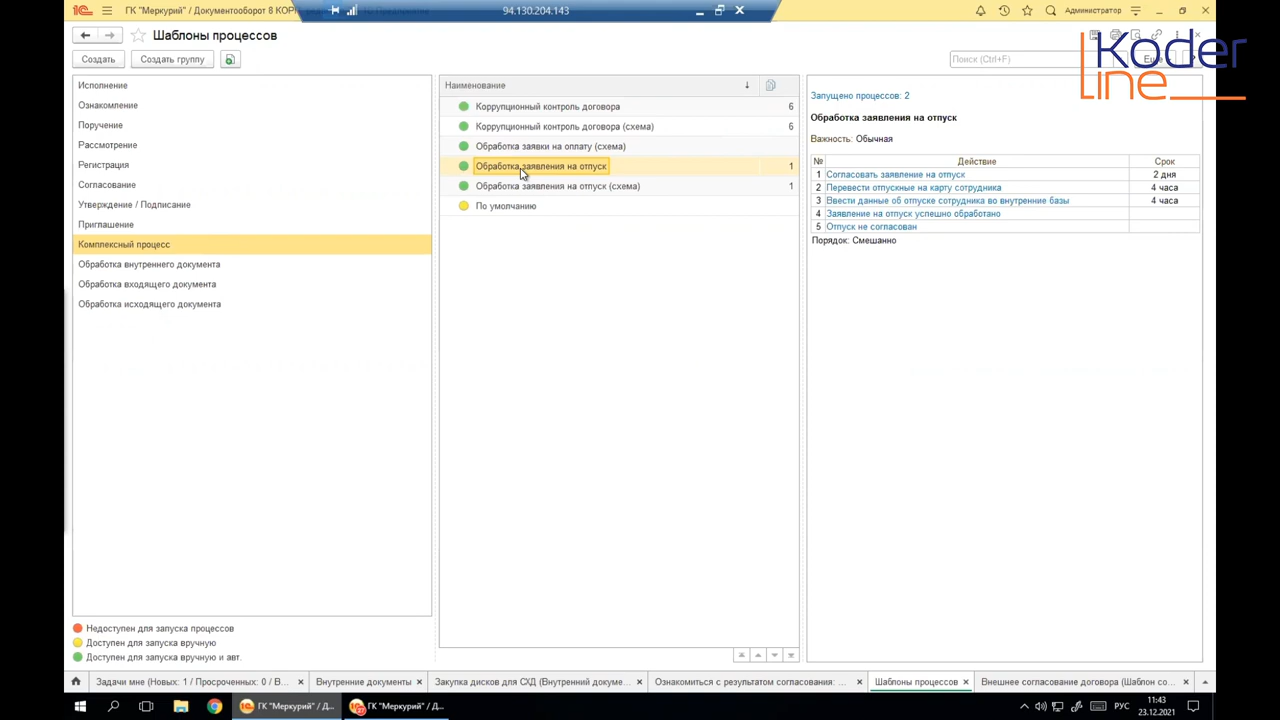 ГК "Меркурий" / Документооборот 8 КОР
94.130.204.143
Администратор
Шаблоны процессов
Koder
line
Создать
Создать группу
Поиск (Ctrl+F)
Исполнение
Ознакомление
Поручение
Рассмотрение
Регистрация
Согласование
Утверждение / Подписание
Приглашение
Комплексный процесс
Обработка внутреннего документа
Обработка входящего документа
Обработка исходящего документа
Наименование
Коррупционный контроль договора 6
Коррупционный контроль договора (схема) 6
Обработка заявки на оплату (схема)
Обработка заявления на отпуск 1
Обработка заявления на отпуск (схема) 1
По умолчанию
Запущено процессов: 2
Обработка заявления на отпуск
Важность: Обычная
№ Действие Срок
1 Согласовать заявление на отпуск 2 дня
2 Перевести отпускные на карту сотрудника 4 часа
3 Ввести данные об отпуске сотрудника во внутренние базы 4 часа
4 Заявление на отпуск успешно обработано
5 Отпуск не согласован
Порядок: Смешанно
Недоступен для запуска процессов
Доступен для запуска вручную
Доступен для запуска вручную и авт.
Задачи мне (Новых: 1 / Просроченных: 0 / В...
Внутренние документы
Закупка дисков для СХД (Внутренний докуме...
Ознакомиться с результатом согласования: ...
Шаблоны процессов
Внешнее согласование договора (Шаблон со...
ГК "Меркурий" / Д...
ГК "Меркурий" / Д...
РУС
11:43
23.12.2021